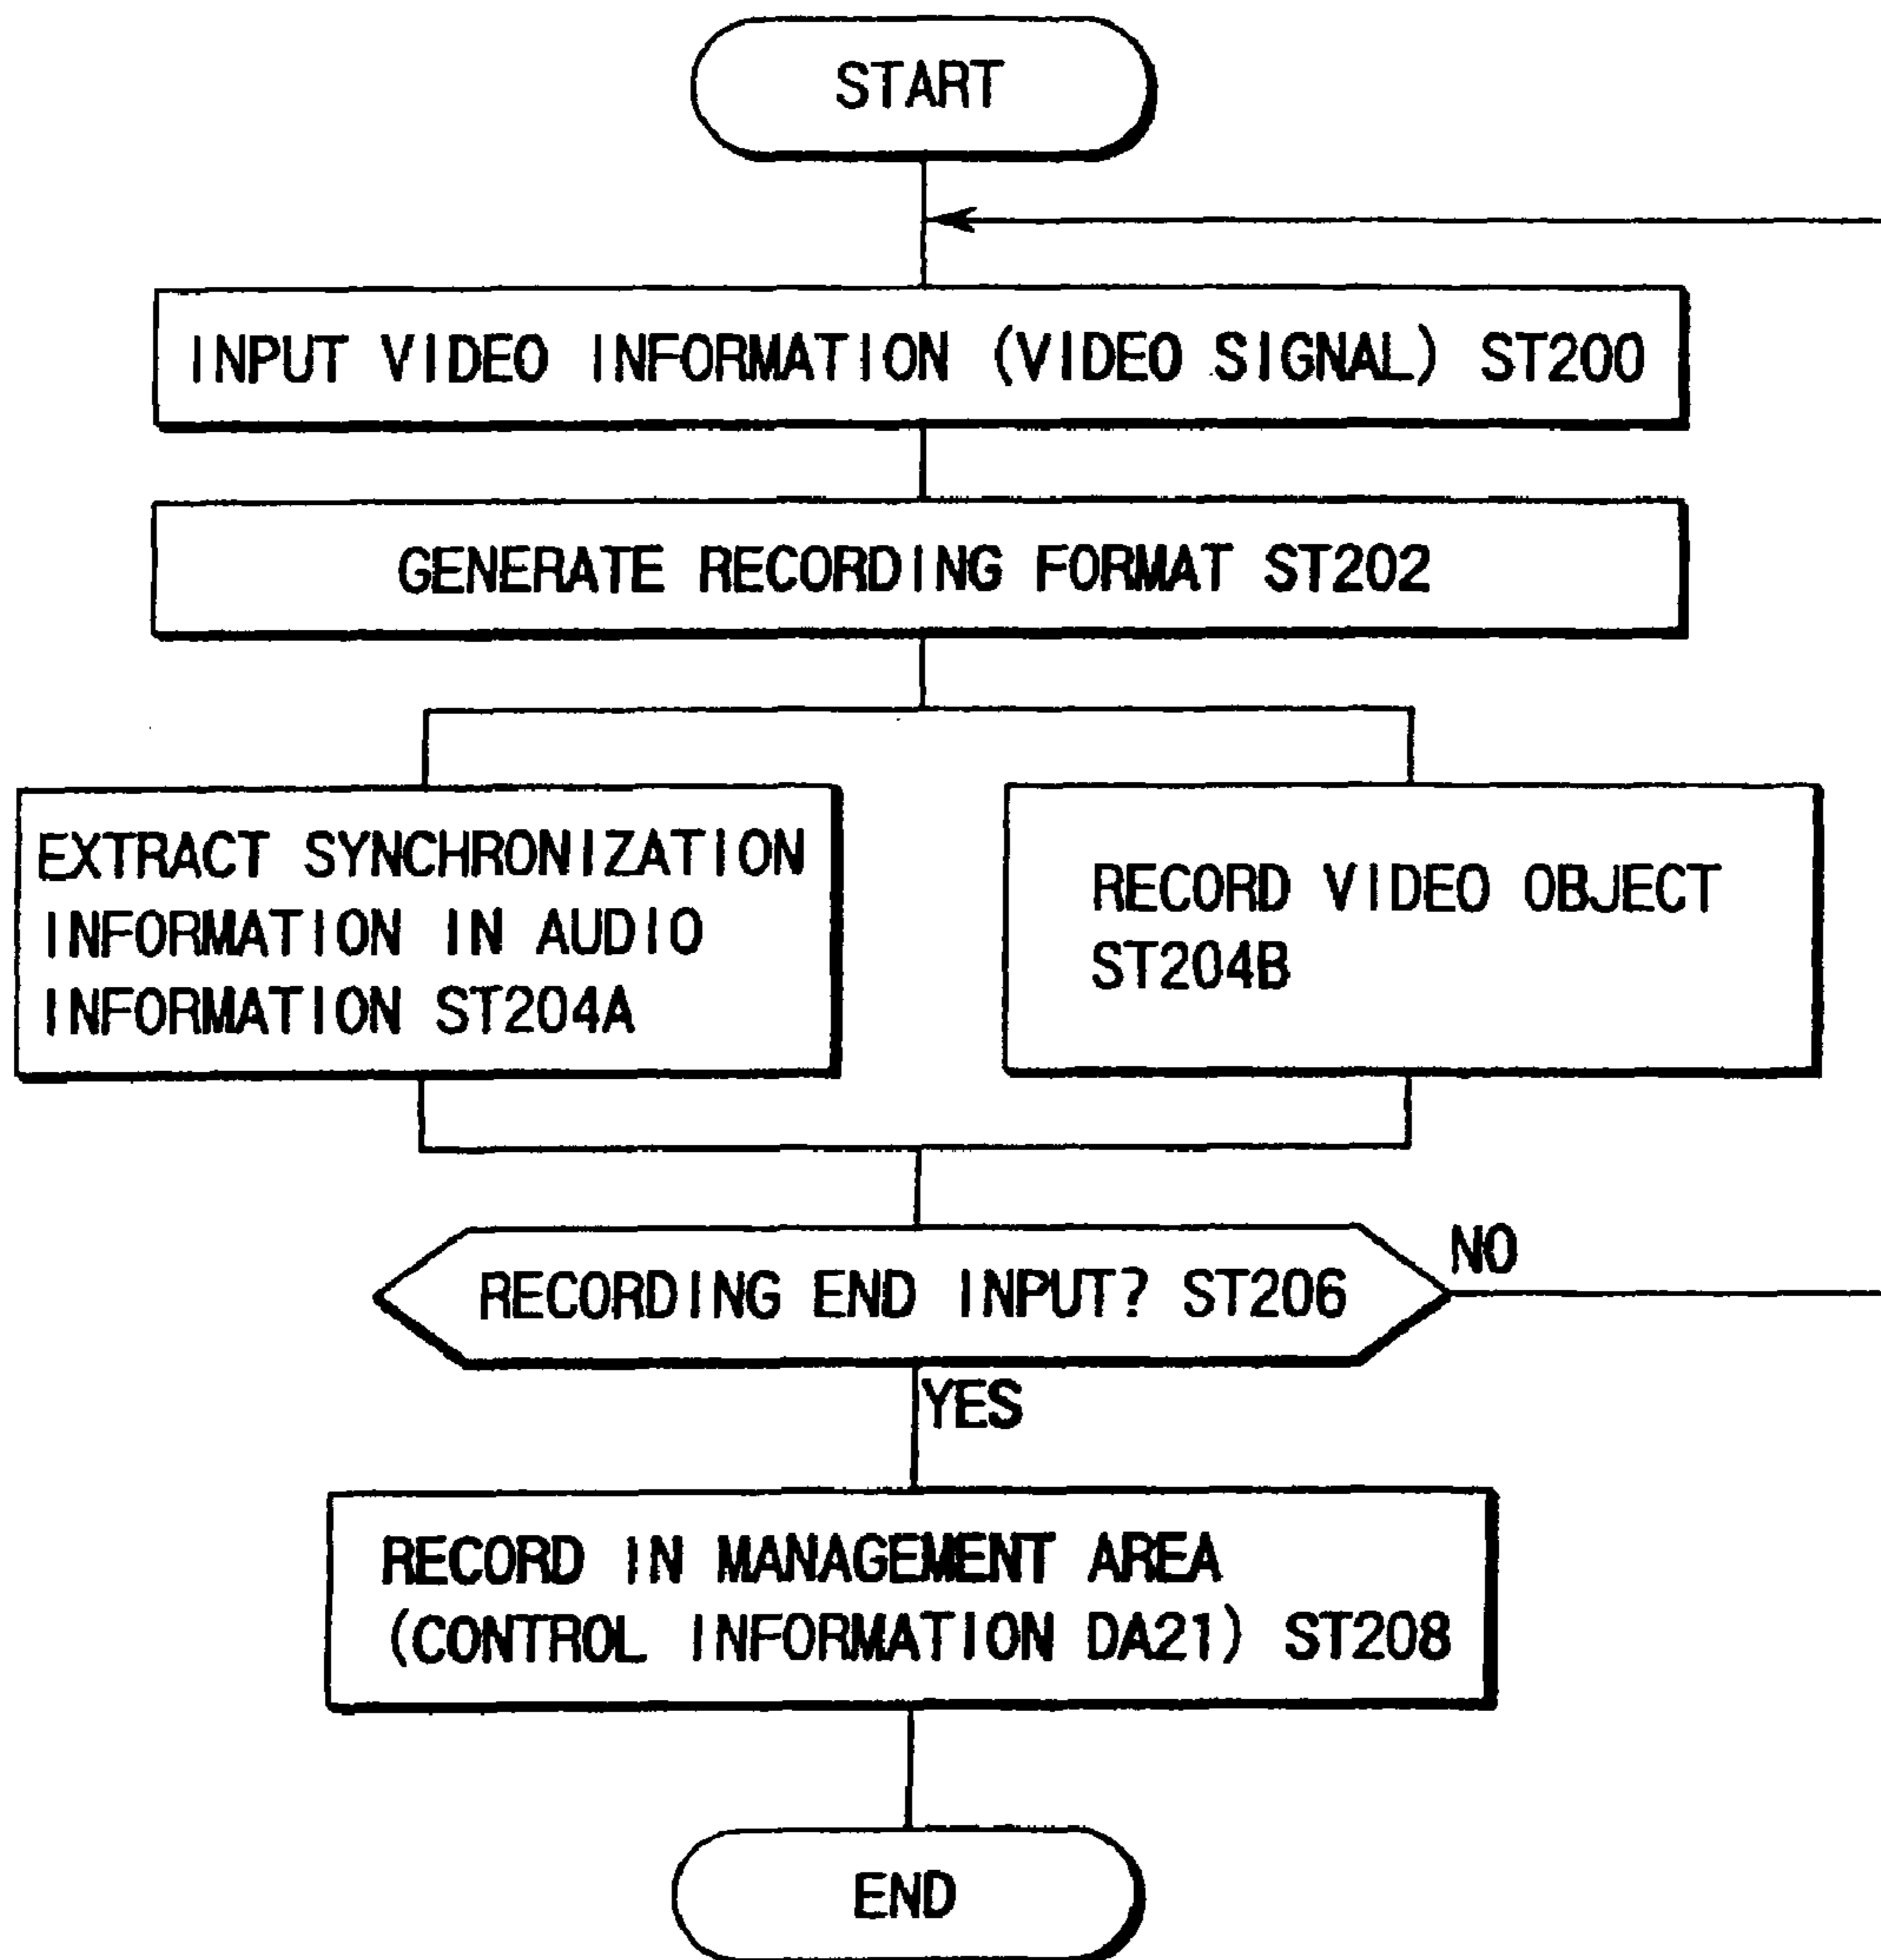 START
INPUT VIDEO INFORMATION (VIDEO SIGNAL) ST200
GENERATE RECORDING FORMAT ST202
EXTRACT SYNCHRONIZATION
INFORMATION IN AUDIO
INFORMATION ST204A
RECORD VIDEO OBJECT
ST204B
RECORDING END INPUT? ST206
NO
YES
RECORD IN MANAGEMENT AREA
(CONTROL INFORMATION DA21) ST208
END